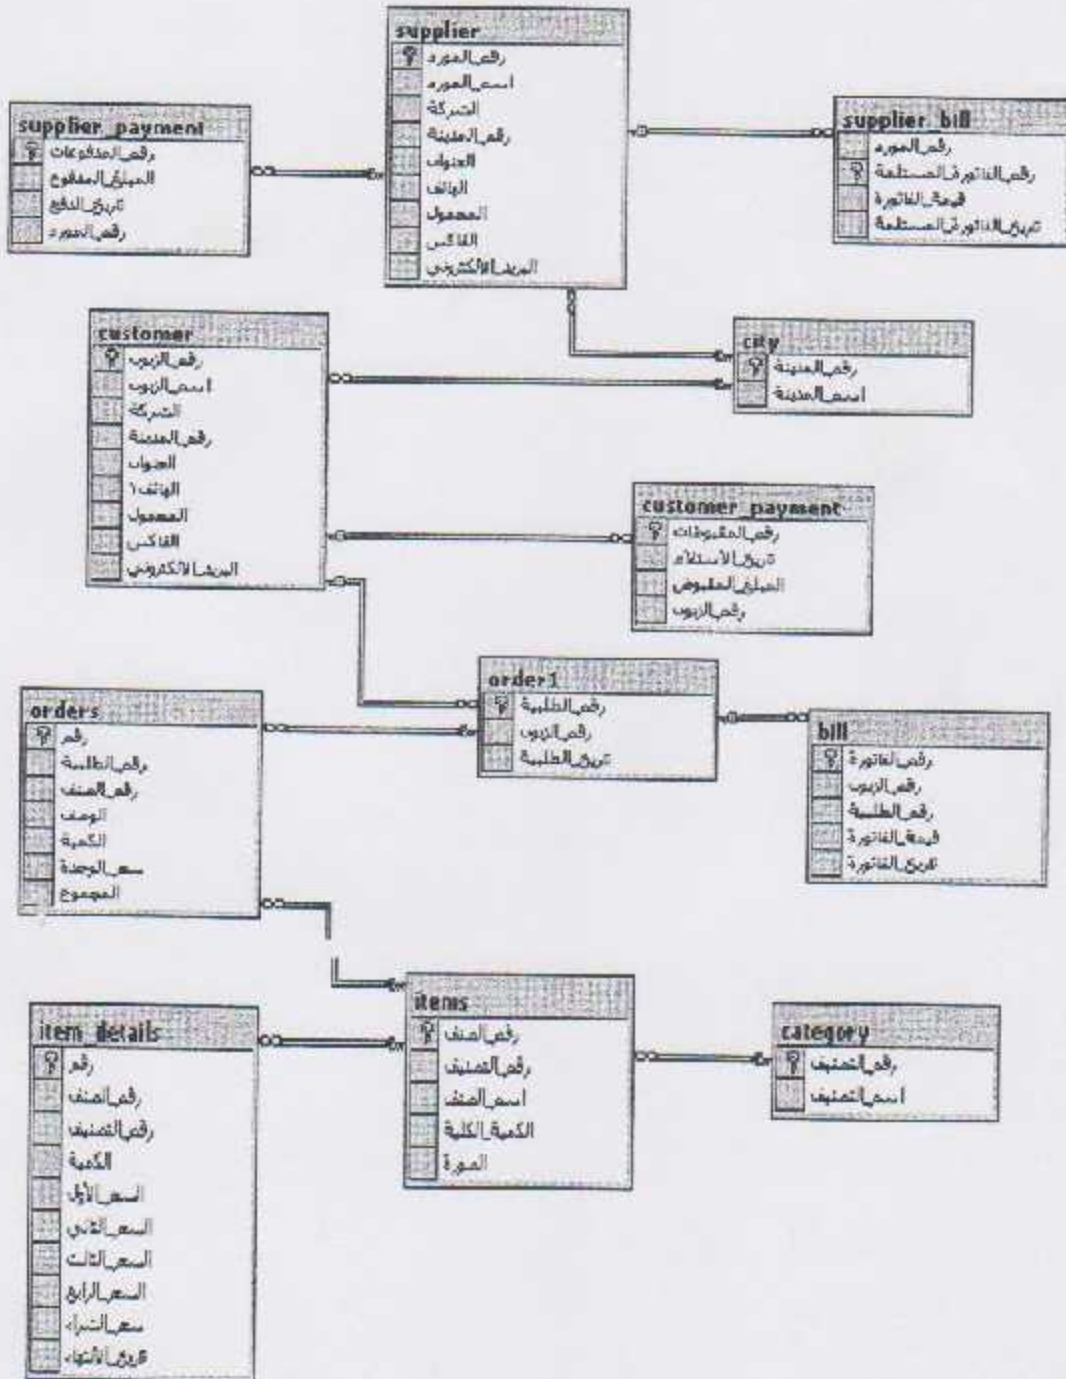 supplier
رقم_المورد
اسم_المورد
الشركة
رقم_المدينة
العنوان
الهاتف
المحمول
الفاكس
البريد_الالكتروني
supplier_payment
رقم_المدفوعات
المبلغ_المدفوع
تاريخ_الدفع
رقم_المورد
supplier_bill
رقم_المورد
رقم_الفاتورة_المستلمة
قيمة_الفاتورة
تاريخ_الفاتورة_المستلمة
customer
رقم_الزبون
اسم_الزبون
الشركة
رقم_المدينة
العنوان
الهاتف١
المحمول
الفاكس
البريد_الالكتروني
city
رقم_المدينة
اسم_المدينة
customer_payment
رقم_المقبوضات
تاريخ_الاستلام
المبلغ_المقبوض
رقم_الزبون
order1
رقم_الطلبية
رقم_الزبون
تاريخ_الطلبية
orders
رقم
رقم_الطلبية
رقم_الصنف
الوصف
الكمية
سعر_الوحدة
المجموع
bill
رقم_الفاتورة
رقم_الزبون
رقم_الطلبية
قيمة_الفاتورة
تاريخ_الفاتورة
items
رقم_الصنف
رقم_التصنيف
اسم_الصنف
الكمية_الكلية
الصورة
category
رقم_التصنيف
اسم_التصنيف
item_details
رقم
رقم_الصنف
رقم_التصنيف
الكمية
السعر_الأول
السعر_الثاني
السعر_الثالث
السعر_الرابع
سعر_الشراء
تاريخ_الأنتهاء